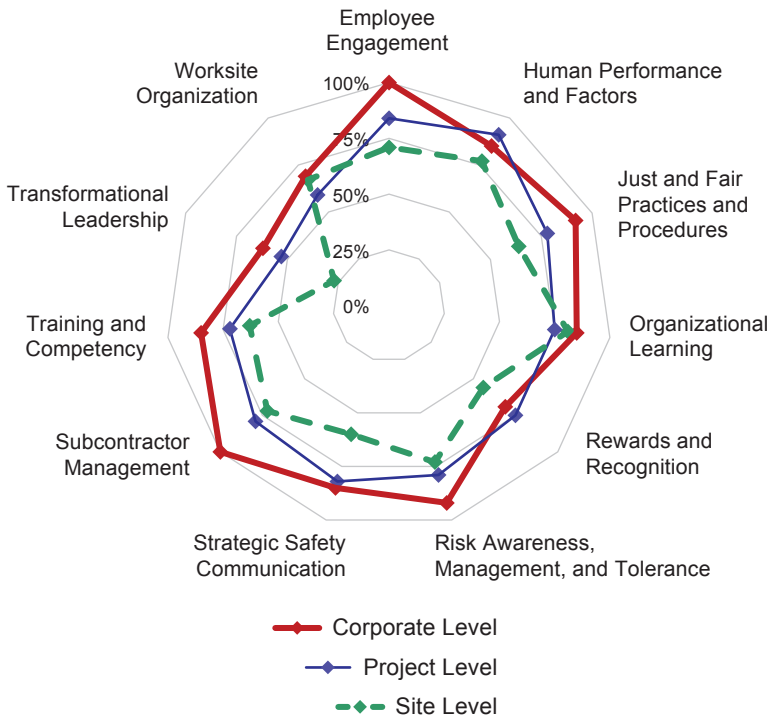 Employee
Engagement
Worksite
Organization
Human Performance
and Factors
100%
75%
50%
25%
0%
Transformational
Leadership
Just and Fair
Practices and
Procedures
Training and
Competency
Organizational
Learning
Subcontractor
Management
Rewards and
Recognition
Strategic Safety
Communication
Risk Awareness,
Management, and Tolerance
Corporate Level
Project Level
Site Level